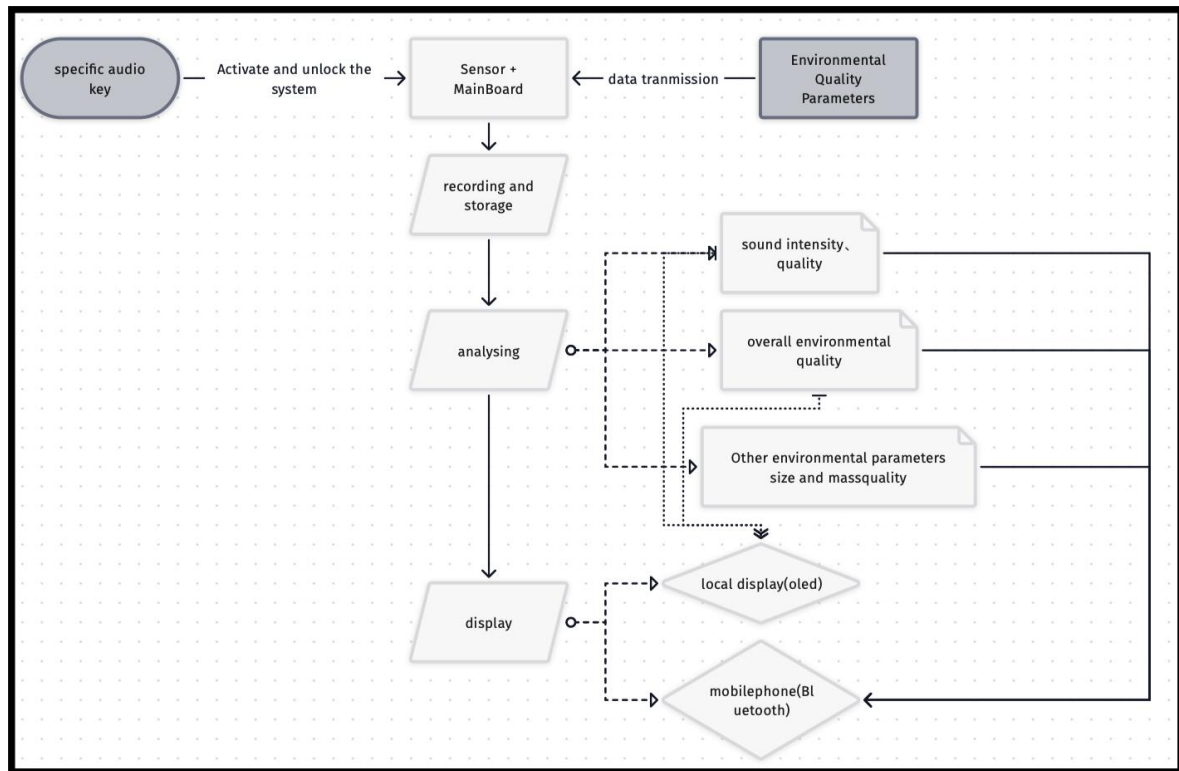 specific audio
key
Activate and unlock the
system
Sensor +
MainBoard
data tranmission
Environmental
Quality
Parameters
recording and
storage
sound intensity、
quality
analysing
overall environmental
quality
Other environmental parameters
size and massquality
local display(oled)
display
mobilephone(Bl
uetooth)